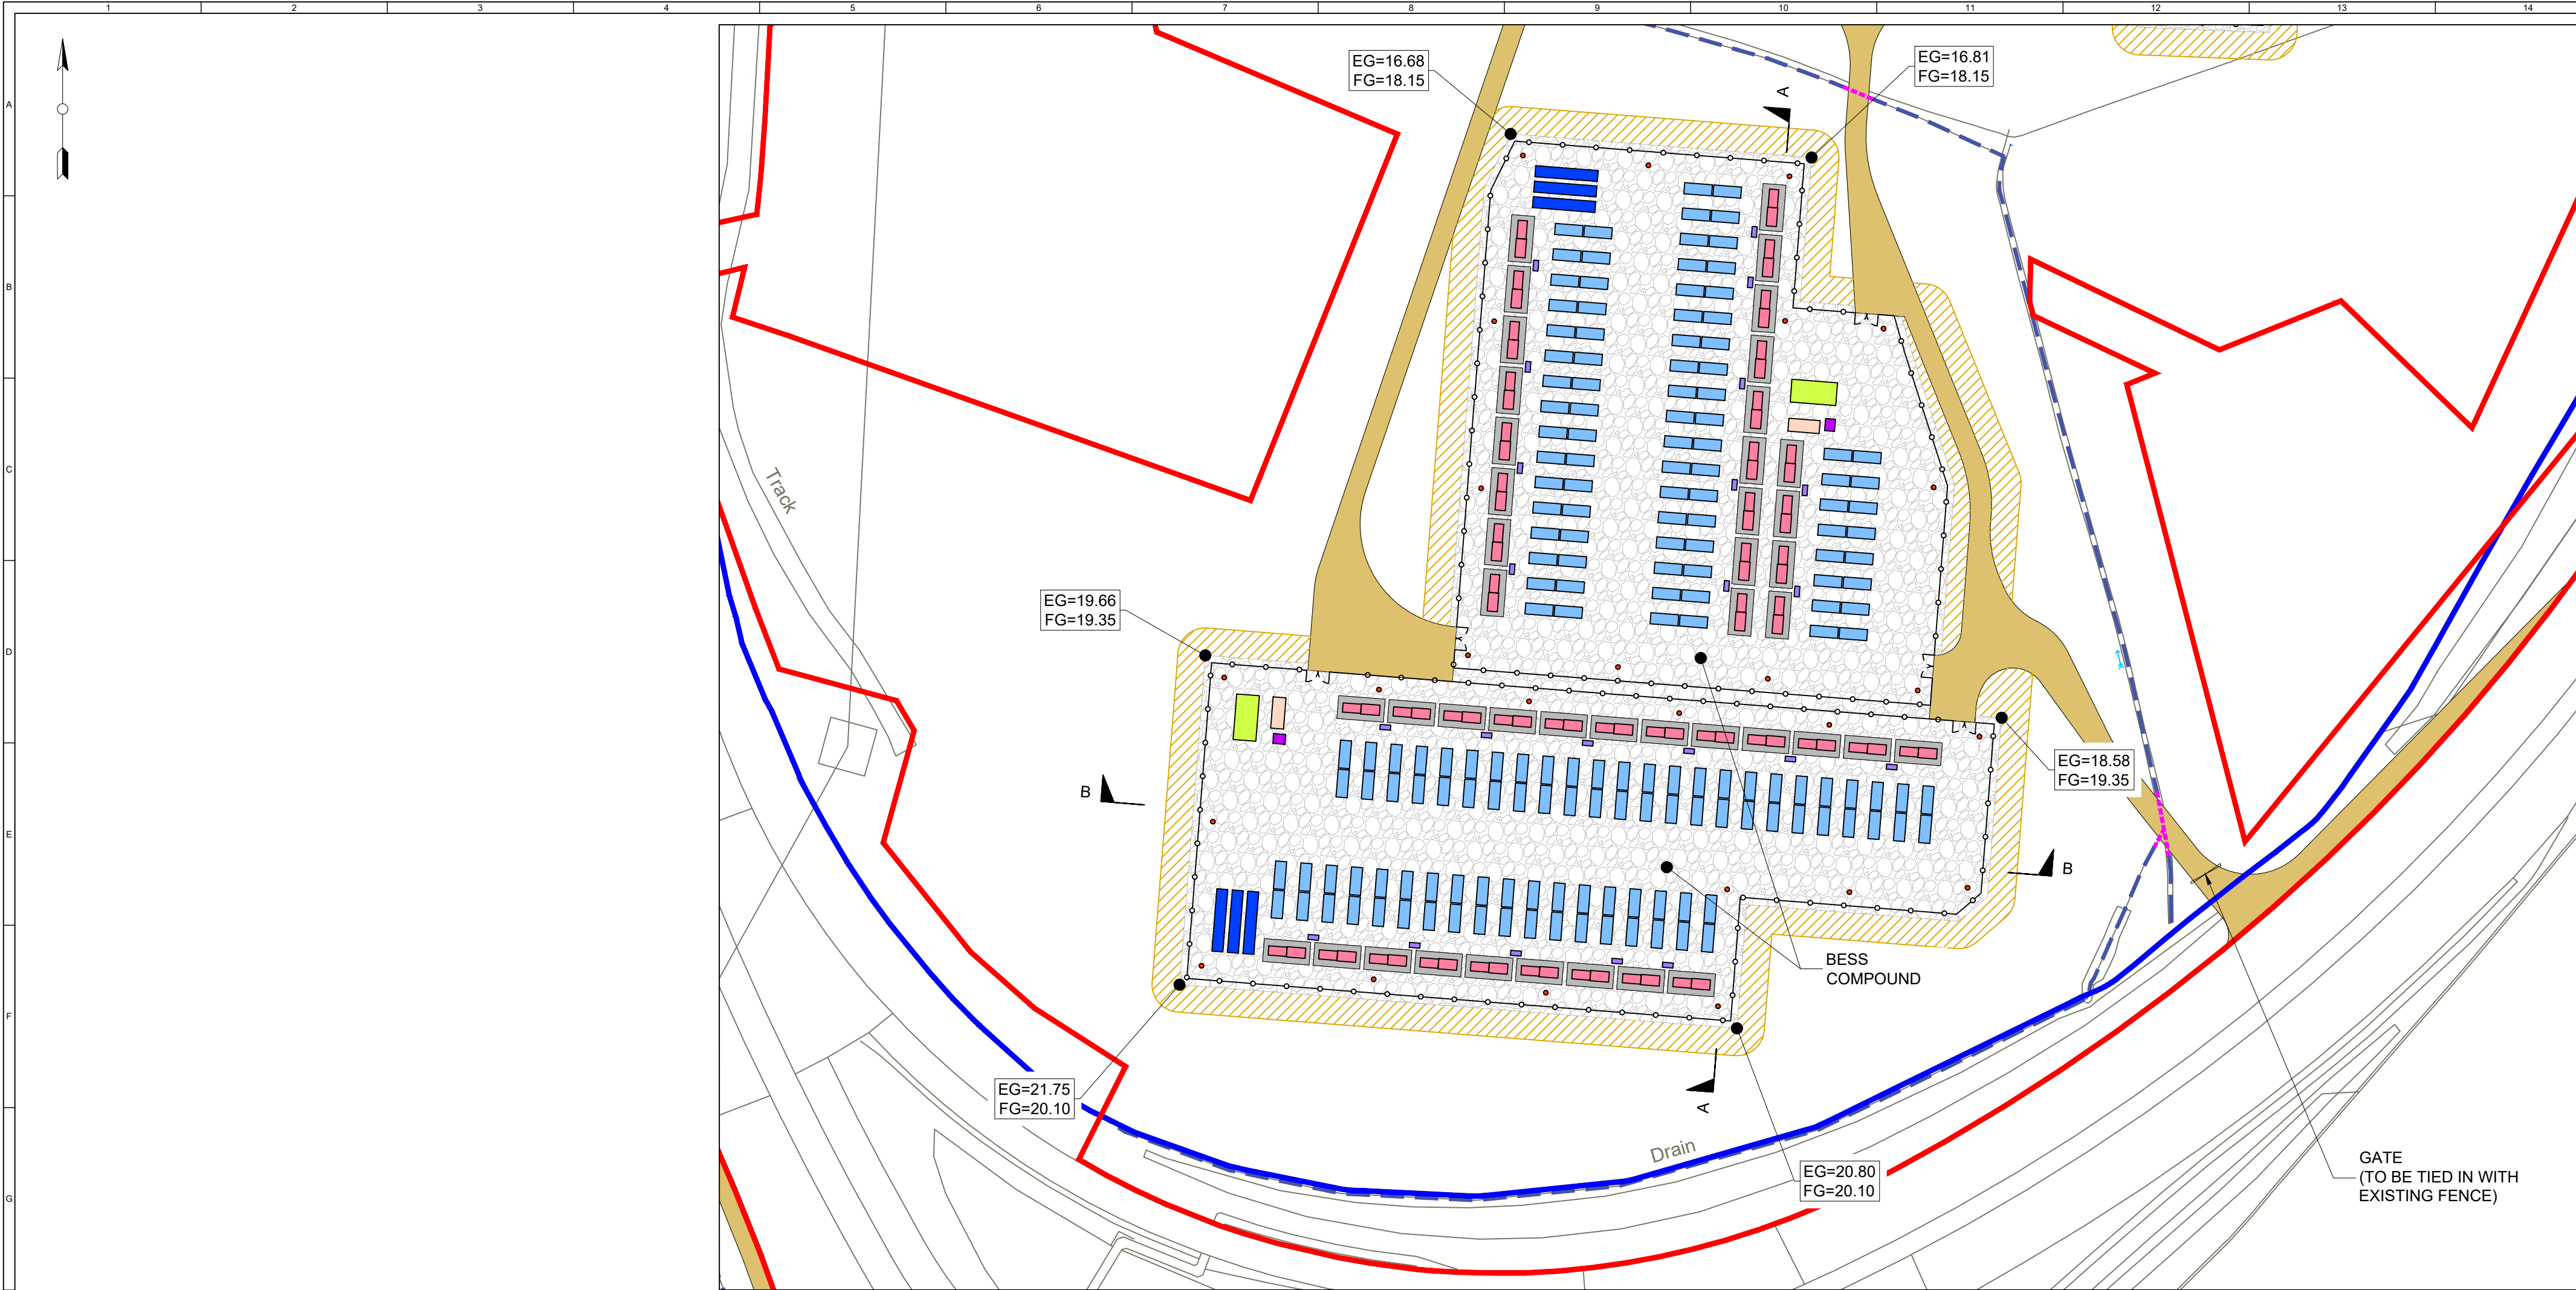 1 2 3 4 5 6 7 8 9 10 11 12 13 14
A
B
C
D
E
F
G
EG=16.68
FG=18.15
EG=16.81
FG=18.15
A
Track
EG=19.66
FG=19.35
EG=18.58
FG=19.35
B
B
BESS
COMPOUND
EG=21.75
FG=20.10
A
Drain
EG=20.80
FG=20.10
GATE
(TO BE TIED IN WITH
EXISTING FENCE)